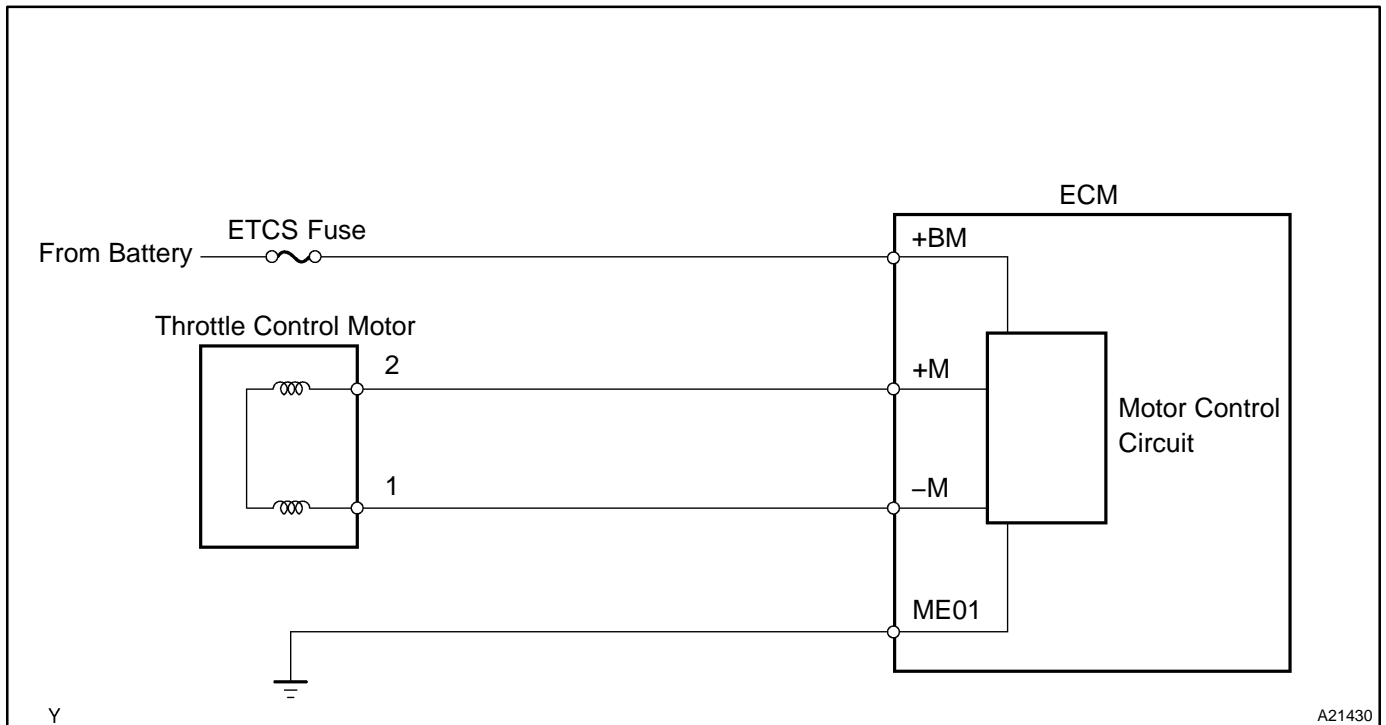 ECM
ETCS Fuse
+BM
From Battery
Throttle Control Motor
2
+M
Motor Control
Circuit
1
–M
ME01
Y
A21430